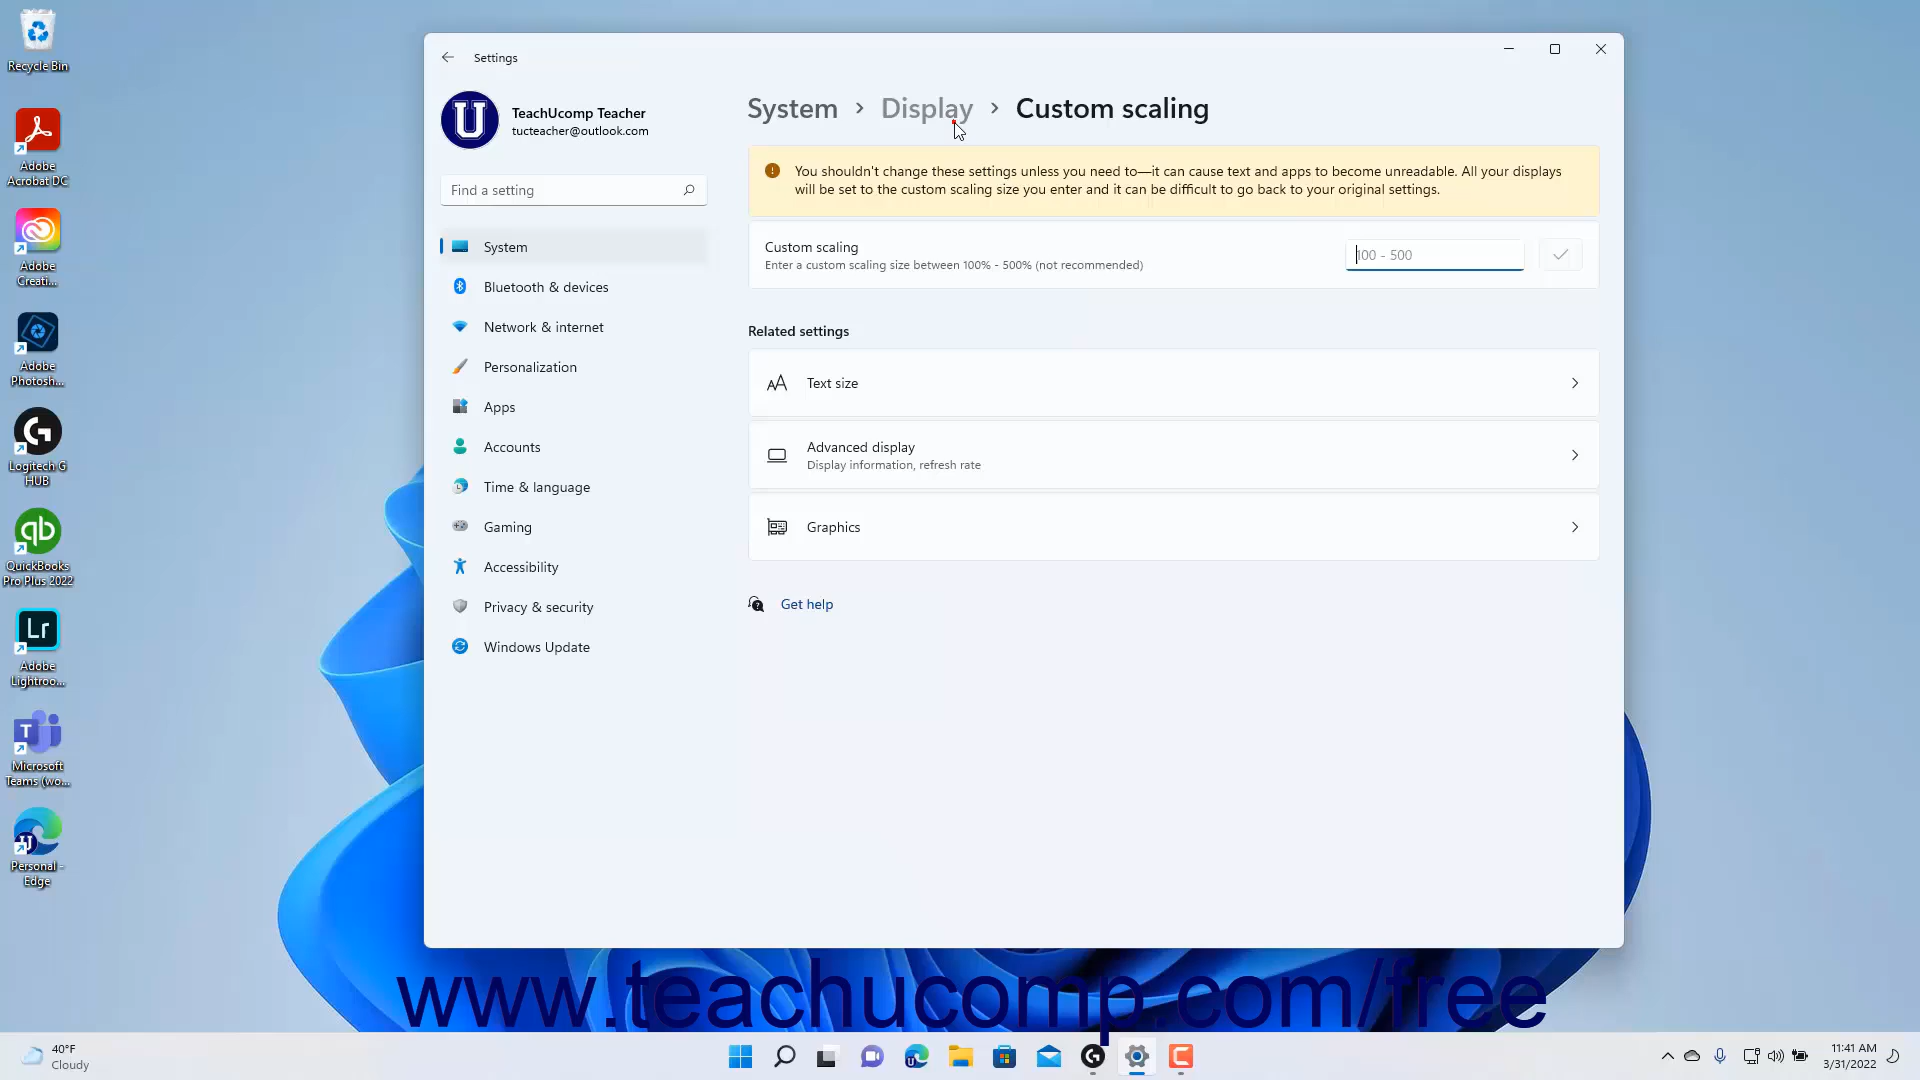 Recycle Bin
Adobe
Acrobat DC
Adobe
Creati...
Adobe
Photosh...
Logitech G
HUB
QuickBooks
Pro Plus 2022
Lr
Adobe
Lightroo...
Microsoft
Teams (wo...
Personal -
Edge
Settings
U
TeachUcomp Teacher
tucteacher@outlook.com
Find a setting
System
Bluetooth & devices
Network & internet
Personalization
Apps
Accounts
Time & language
Gaming
Accessibility
Privacy & security
Windows Update
System > Display > Custom scaling
You shouldn't change these settings unless you need to—it can cause text and apps to become unreadable. All your displays
will be set to the custom scaling size you enter and it can be difficult to go back to your original settings.
Custom scaling
Enter a custom scaling size between 100% - 500% (not recommended)
100 - 500
Related settings
Text size
Advanced display
Display information, refresh rate
Graphics
Get help
www.teachucomp.com/free
40°F
Cloudy
11:41 AM
3/31/2022